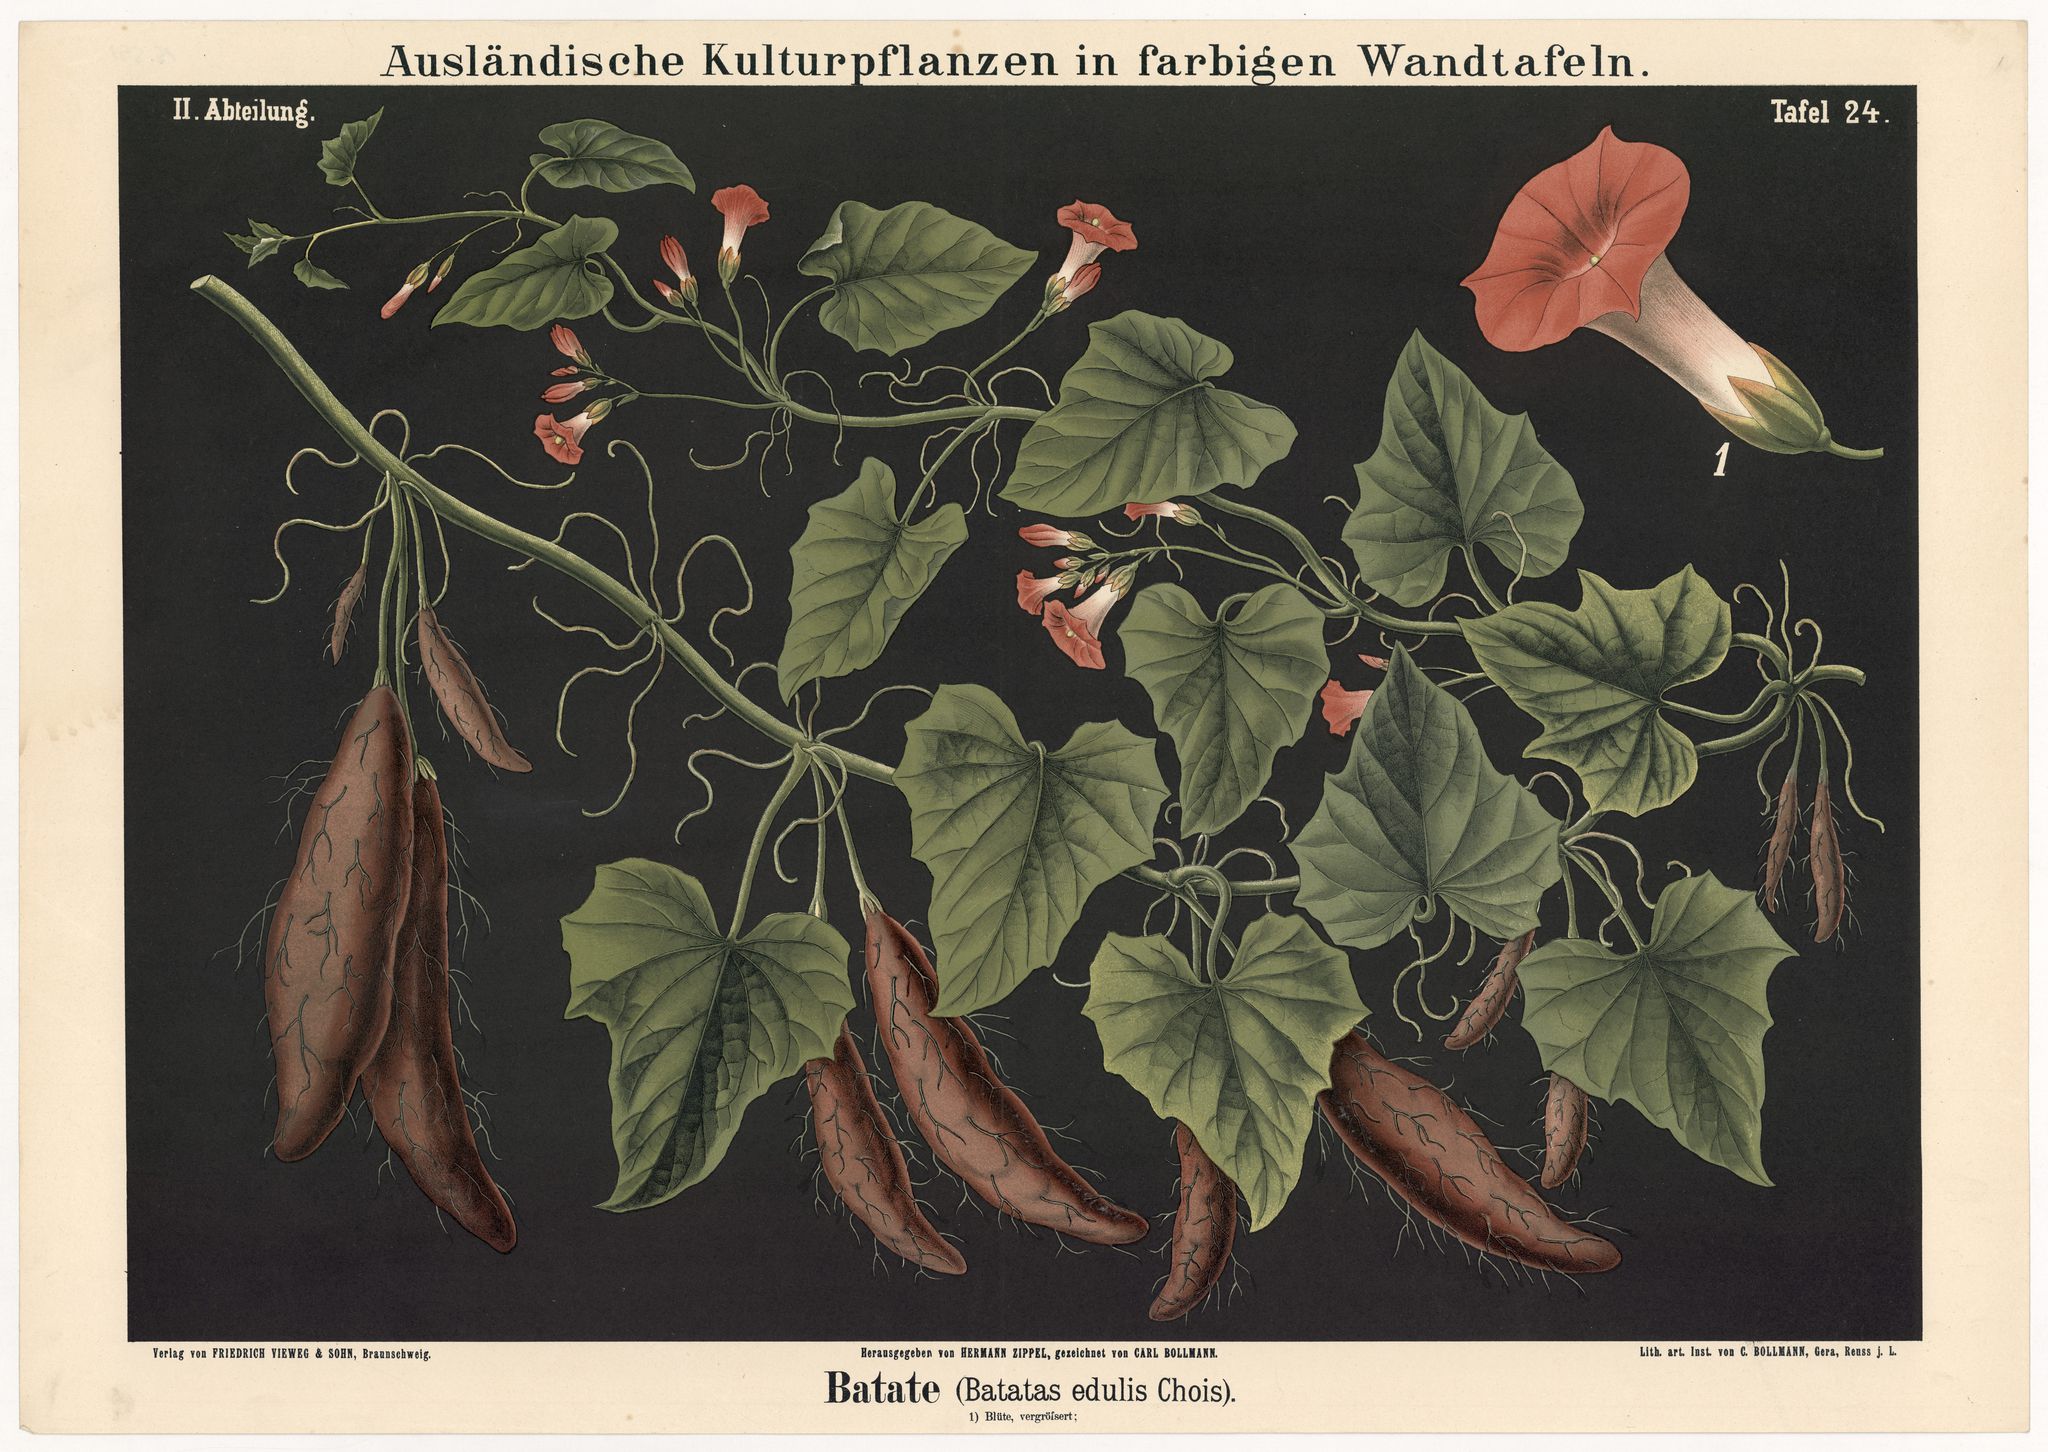 Ausländische Kulturpflanzen in farbigen Wandtafeln.
II. Abteilung.
Tafel 24.
1
Verlag von FRIEDRICH VIEWEG & SOHN, Braunschweig.
Herausgegeben von HERMANN ZIPPEL, gezeichnet von CARL BOLLMANN.
Lith. art. Inst. von C. BOLLMANN, Gera, Reuss j. L.
Batate (Batatas edulis Chois).
1) Blüte, vergröſsert;